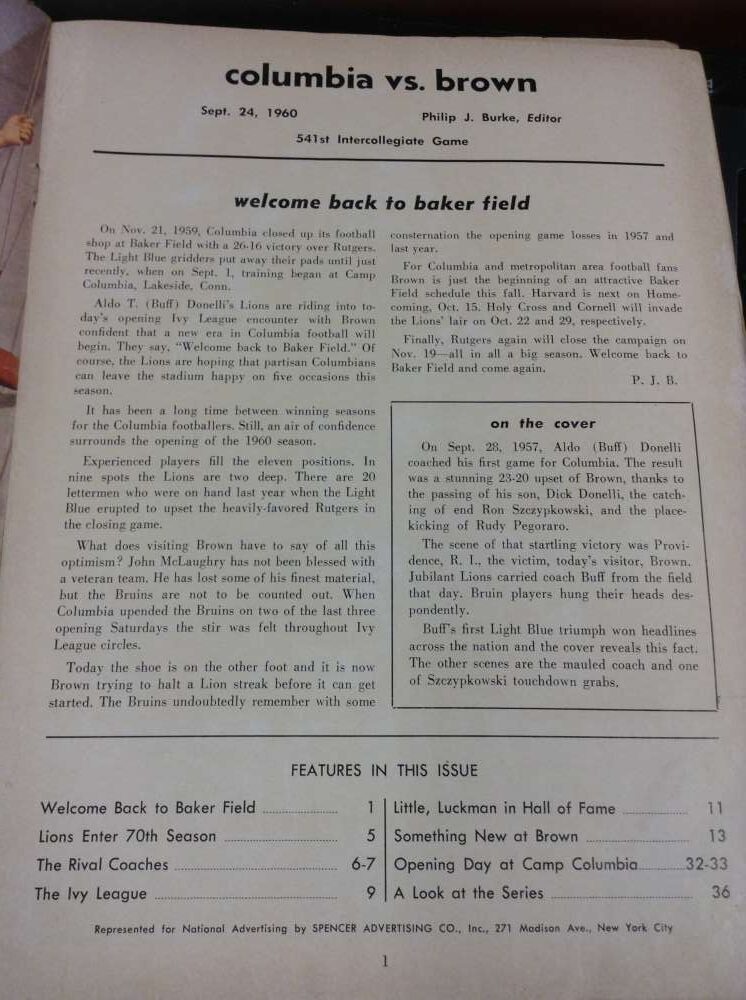 columbia vs. brown
Sept. 24, 1960 Philip J. Burke, Editor
541st Intercollegiate Game
welcome back to baker field
On Nov. 21, 1959, Columbia closed up its football
shop at Baker Field with a 26-16 victory over Rutgers.
The Light Blue gridders put away their pads until just
recently, when on Sept. 1, training began at Camp
Columbia, Lakeside, Conn.
Aldo T. (Buff) Donelli's Lions are riding into to-
day's opening Ivy League encounter with Brown
confident that a new era in Columbia football will
begin. They say, "Welcome back to Baker Field." Of
course, the Lions are hoping that partisan Columbians
can leave the stadium happy on five occasions this
season.
It has been a long time between winning seasons
for the Columbia footballers. Still, an air of confidence
surrounds the opening of the 1960 season.
Experienced players fill the eleven positions. In
nine spots the Lions are two deep. There are 20
lettermen who were on hand last year when the Light
Blue erupted to upset the heavily-favored Rutgers in
the closing game.
What does visiting Brown have to say of all this
optimism? John McLaughry has not been blessed with
a veteran team. He has lost some of his finest material,
but the Bruins are not to be counted out. When
Columbia upended the Bruins on two of the last three
opening Saturdays the stir was felt throughout Ivy
League circles.
Today the shoe is on the other foot and it is now
Brown trying to halt a Lion streak before it can get
started. The Bruins undoubtedly remember with some
consternation the opening game losses in 1957 and
last year.
For Columbia and metropolitan area football fans
Brown is just the beginning of an attractive Baker
Field schedule this fall. Harvard is next on Home-
coming, Oct. 15. Holy Cross and Cornell will invade
the Lions' lair on Oct. 22 and 29, respectively.
Finally, Rutgers again will close the campaign on
Nov. 19—all in all a big season. Welcome back to
Baker Field and come again.
P. J. B.
on the cover
On Sept. 28, 1957, Aldo (Buff) Donelli
coached his first game for Columbia. The result
was a stunning 23-20 upset of Brown, thanks to
the passing of his son, Dick Donelli, the catch-
ing of end Ron Szczypkowski, and the place-
kicking of Rudy Pegoraro.
The scene of that startling victory was Provi-
dence, R. I., the victim, today's visitor, Brown.
Jubilant Lions carried coach Buff from the field
that day. Bruin players hung their heads des-
pondently.
Buff's first Light Blue triumph won headlines
across the nation and the cover reveals this fact.
The other scenes are the mauled coach and one
of Szczypkowski touchdown grabs.
FEATURES IN THIS ISSUE
Welcome Back to Baker Field 1
Lions Enter 70th Season 5
The Rival Coaches 6-7
The Ivy League 9
Little, Luckman in Hall of Fame 11
Something New at Brown 13
Opening Day at Camp Columbia 32-33
A Look at the Series 36
Represented for National Advertising by SPENCER ADVERTISING CO., Inc., 271 Madison Ave., New York City
1